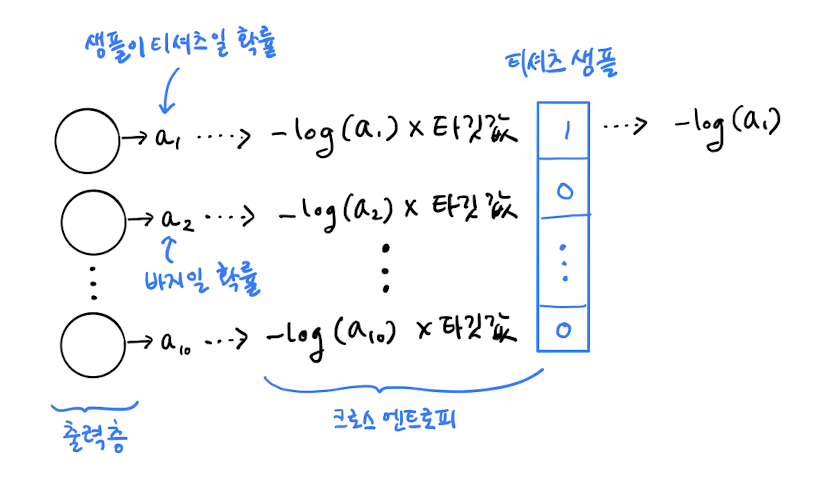 샘플이 티셔츠일 확률
티셔츠 샘플
a₁ ····> -log(a₁) × 타깃값 1 ···> -log(a₁)
a₂ ···> -log(a₂) × 타깃값 0
바지일 확률
a₁₀ ···> -log(a₁₀) × 타깃값 0
크로스 엔트로피
출력층